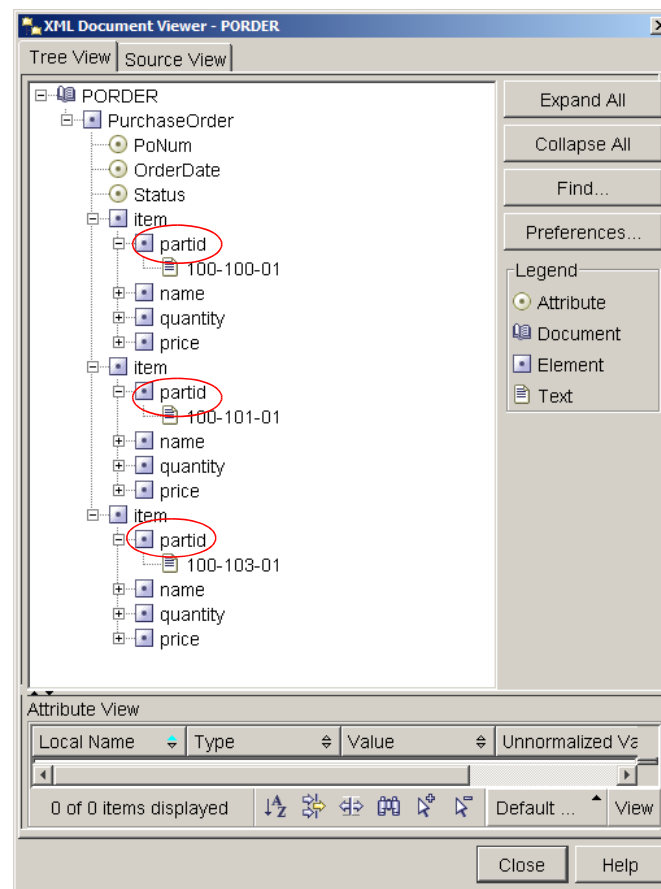 XML Document Viewer - PORDER
Tree View Source View
PORDER
PurchaseOrder
PoNum
OrderDate
Status
item
partid
100-100-01
name
quantity
price
item
partid
100-101-01
name
quantity
price
item
partid
100-103-01
name
quantity
price
Expand All
Collapse All
Find...
Preferences...
Legend
Attribute
Document
Element
Text
Attribute View
Local Name Type Value Unnormalized Va
0 of 0 items displayed Default ... View
Close Help